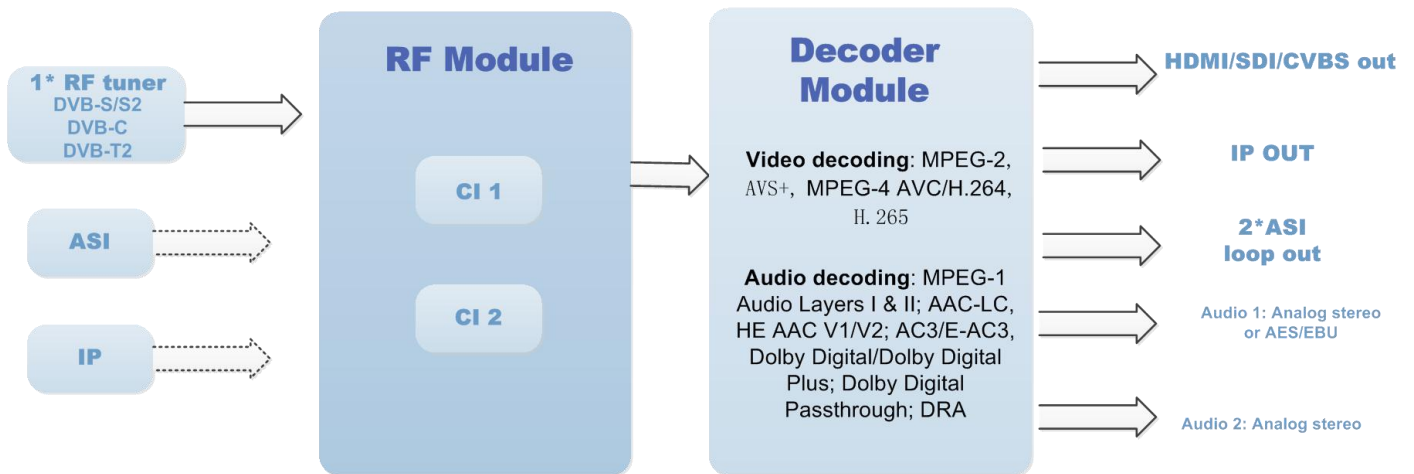 1* RF tuner
DVB-S/S2
DVB-C
DVB-T2
ASI
IP
RF Module
CI 1
CI 2
Decoder
Module
Video decoding: MPEG-2,
AVS+, MPEG-4 AVC/H.264,
H.265
Audio decoding: MPEG-1
Audio Layers I & II; AAC-LC,
HE AAC V1/V2; AC3/E-AC3,
Dolby Digital/Dolby Digital
Plus; Dolby Digital
Passthrough; DRA
HDMI/SDI/CVBS out
IP OUT
2*ASI
loop out
Audio 1: Analog stereo
or AES/EBU
Audio 2: Analog stereo